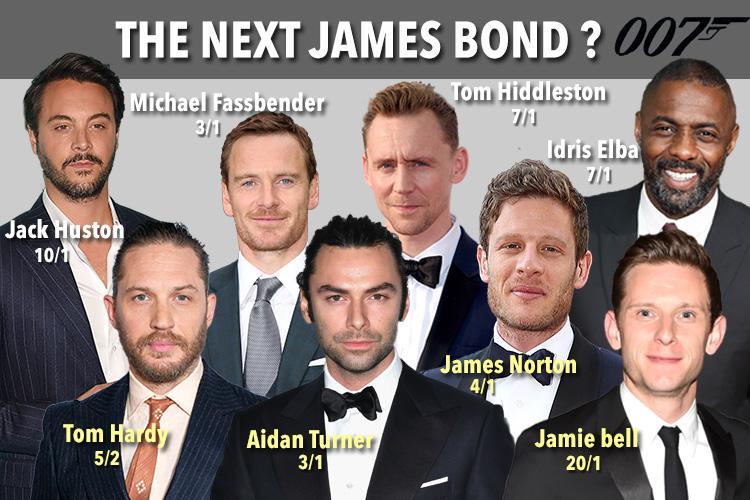 THE NEXT JAMES BOND ? 007
Michael Fassbender
3/1
Tom Hiddleston
7/1
Idris Elba
7/1
Jack Huston
10/1
James Norton
4/1
Tom Hardy
5/2
Aidan Turner
3/1
Jamie bell
20/1